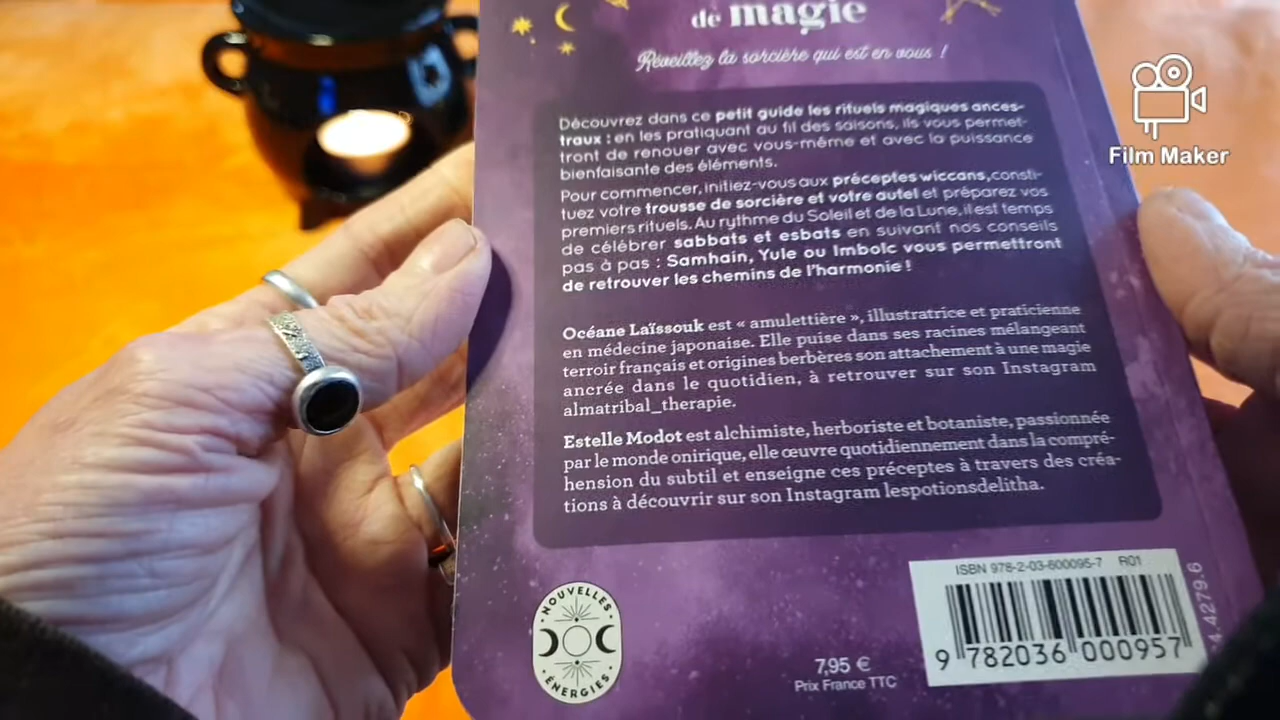 de magie
Réveillez la sorcière qui est en vous !
Film Maker
Découvrez dans ce petit guide les rituels magiques ances-
traux : en les pratiquant au fil des saisons, ils vous permet-
tront de renouer avec vous-même et avec la puissance
bienfaisante des éléments.
Pour commencer, initiez-vous aux préceptes wiccans, consti-
tuez votre trousse de sorcière et votre autel et préparez vos
premiers rituels. Au rythme du Soleil et de la Lune, il est temps
de célébrer sabbats et esbats en suivant nos conseils
pas à pas : Samhain, Yule ou Imbolc vous permettront
de retrouver les chemins de l'harmonie !
Océane Laïssouk est « amulettière », illustratrice et praticienne
en médecine japonaise. Elle puise dans ses racines mélangeant
terroir français et origines berbères son attachement à une magie
ancrée dans le quotidien, à retrouver sur son Instagram
almatribal_therapie.
Estelle Modot est alchimiste, herboriste et botaniste, passionnée
par le monde onirique, elle œuvre quotidiennement dans la compré-
hension du subtil et enseigne ces préceptes à travers des créa-
tions à découvrir sur son Instagram lespotionsdelitha.
NOUVELLES
ÉNERGIES
7,95 €
Prix France TTC
ISBN 978-2-03-600095-7 R01
9 782036 000957
4.4279.6